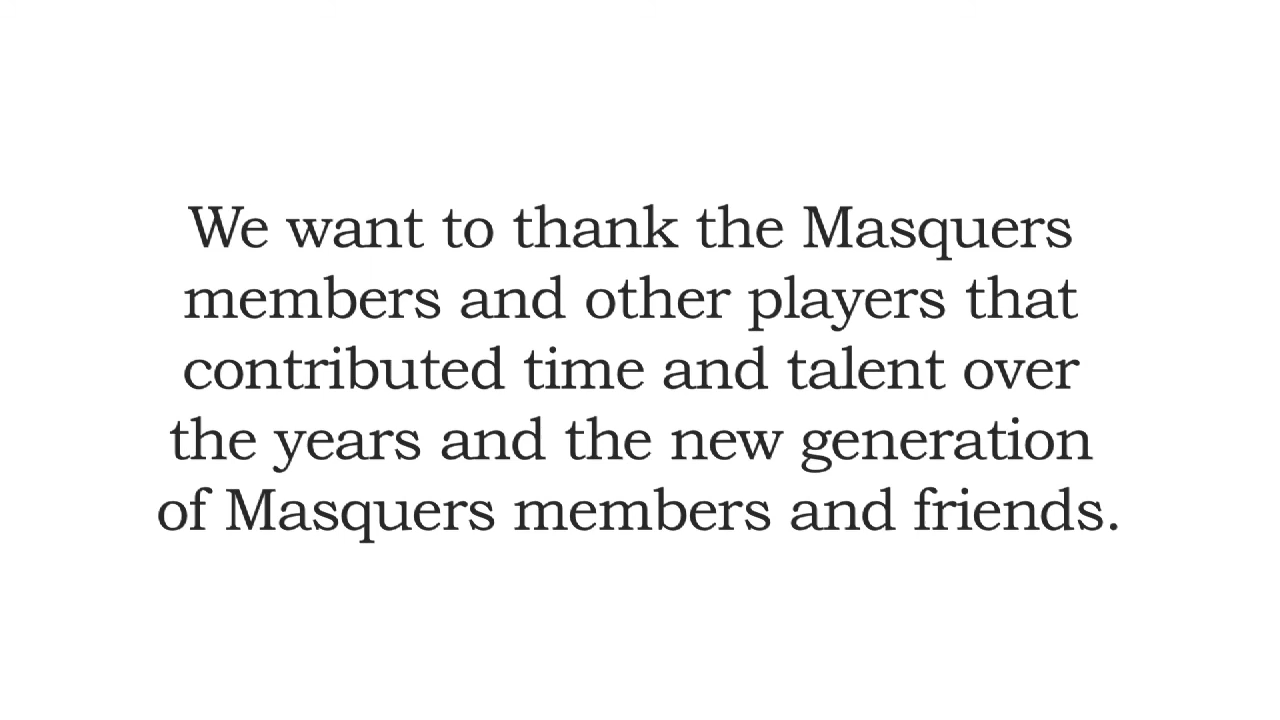 We want to thank the Masquers
members and other players that
contributed time and talent over
the years and the new generation
of Masquers members and friends.